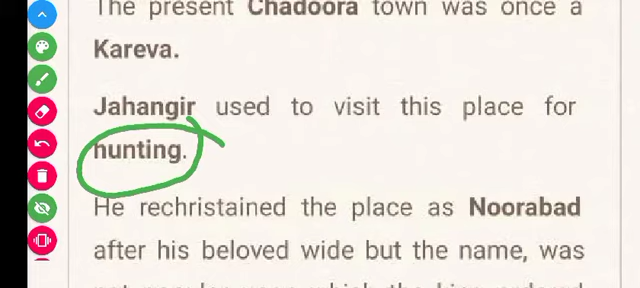 The present Chadoora town was once a
Kareva.
Jahangir used to visit this place for
hunting.
He rechristained the place as Noorabad
after his beloved wide but the name, was